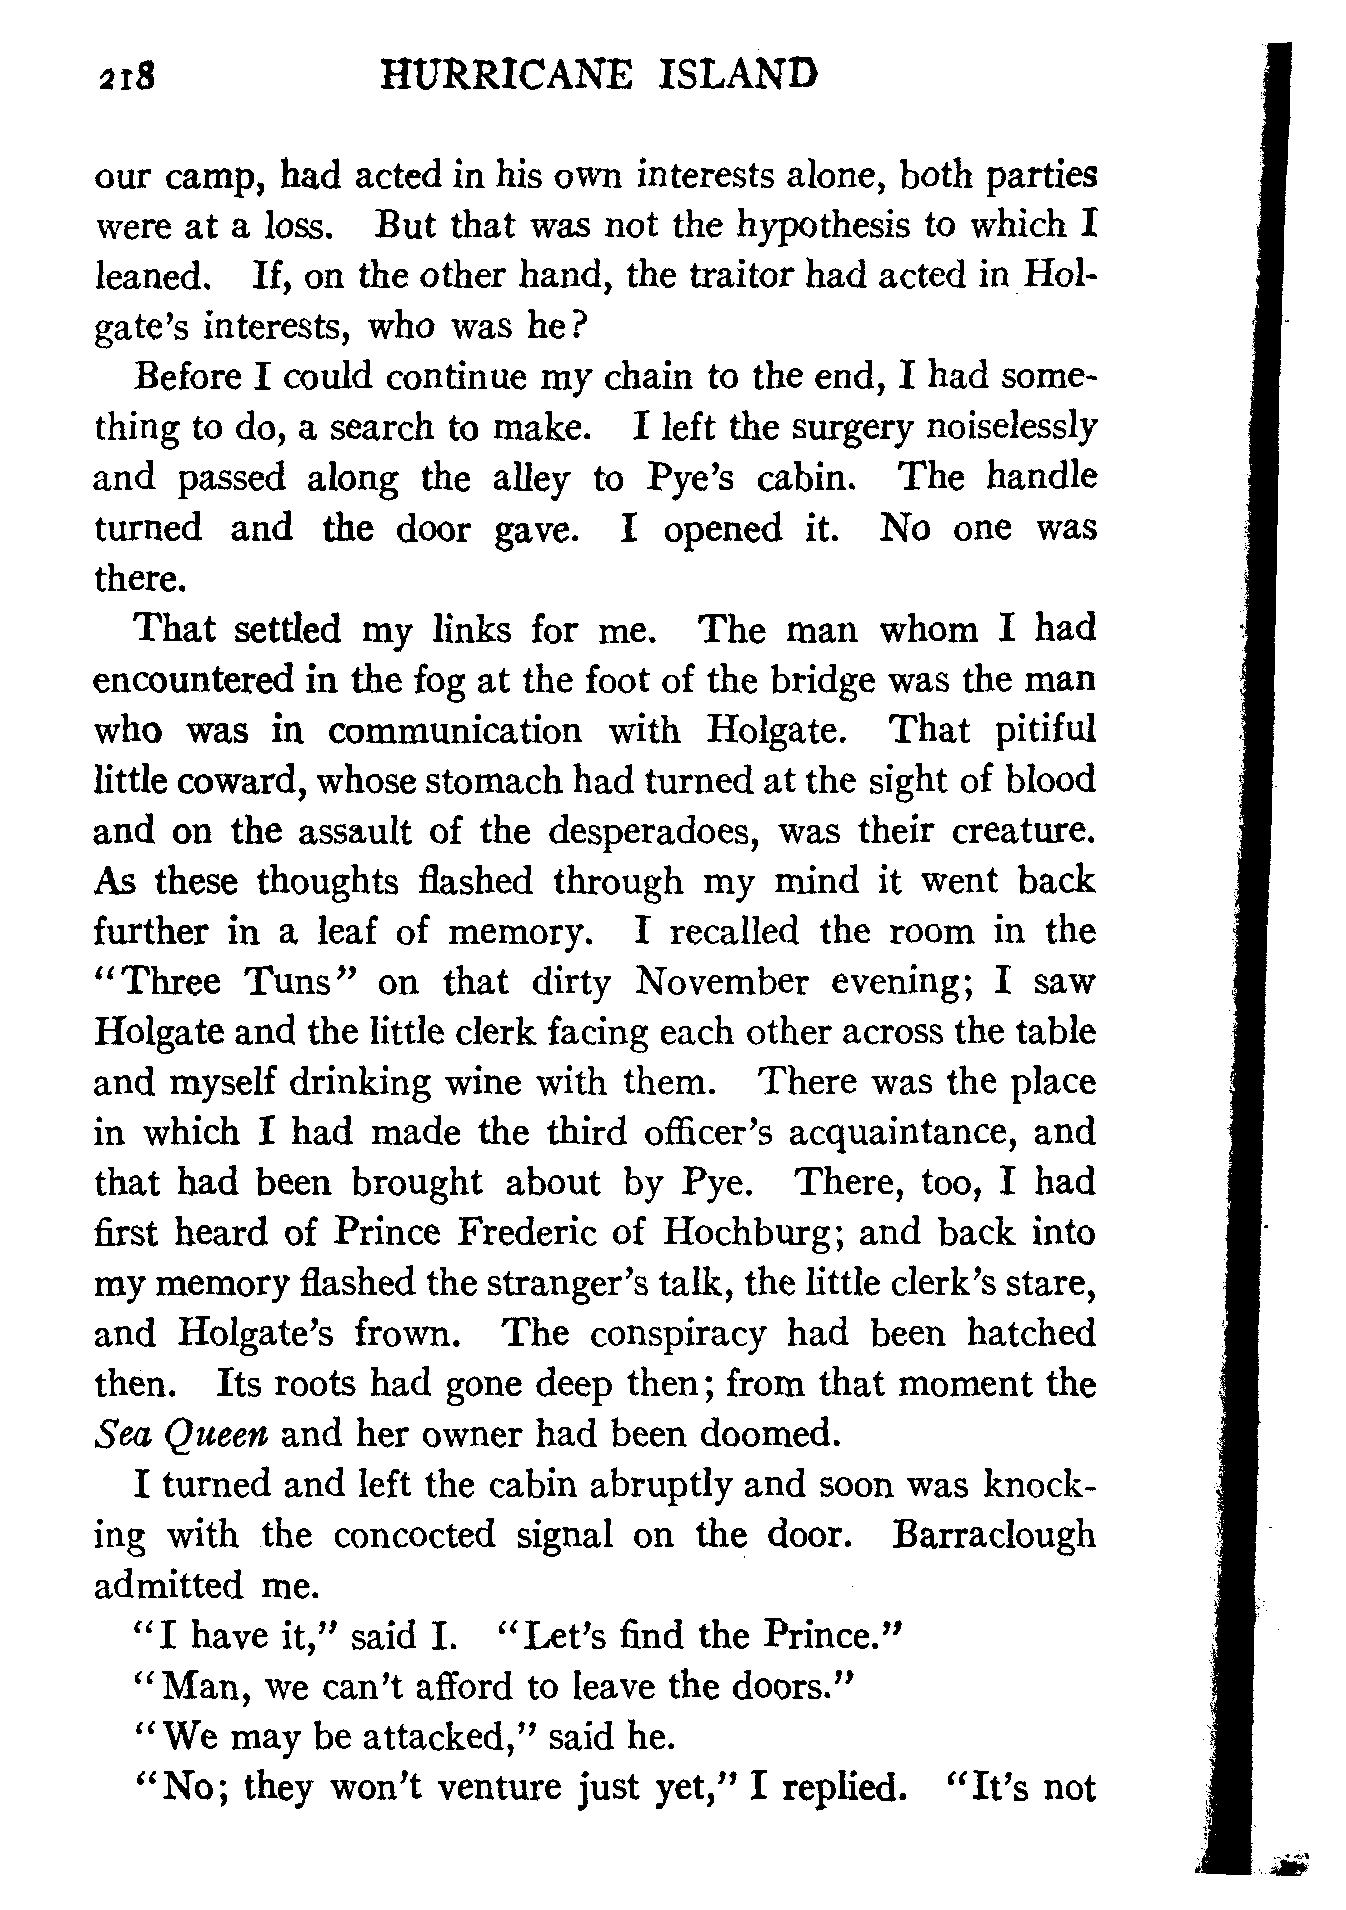 218 HURRICANE ISLAND
our camp, had acted in his own interests alone, both parties
were at a loss. But that was not the hypothesis to which I
leaned. If, on the other hand, the traitor had acted in Hol-
gate's interests, who was he?
Before I could continue my chain to the end, I had some-
thing to do, a search to make. I left the surgery noiselessly
and passed along the alley to Pye's cabin. The handle
turned and the door gave. I opened it. No one was
there.
That settled my links for me. The man whom I had
encountered in the fog at the foot of the bridge was the man
who was in communication with Holgate. That pitiful
little coward, whose stomach had turned at the sight of blood
and on the assault of the desperadoes, was their creature.
As these thoughts flashed through my mind it went back
further in a leaf of memory. I recalled the room in the
"Three Tuns" on that dirty November evening; I saw
Holgate and the little clerk facing each other across the table
and myself drinking wine with them. There was the place
in which I had made the third officer's acquaintance, and
that had been brought about by Pye. There, too, I had
first heard of Prince Frederic of Hochburg; and back into
my memory flashed the stranger's talk, the little clerk's stare,
and Holgate's frown. The conspiracy had been hatched
then. Its roots had gone deep then; from that moment the
Sea Queen and her owner had been doomed.
I turned and left the cabin abruptly and soon was knock-
ing with the concocted signal on the door. Barraclough
admitted me.
"I have it," said I. "Let's find the Prince."
"Man, we can't afford to leave the doors."
"We may be attacked," said he.
"No; they won't venture just yet," I replied. "It's not